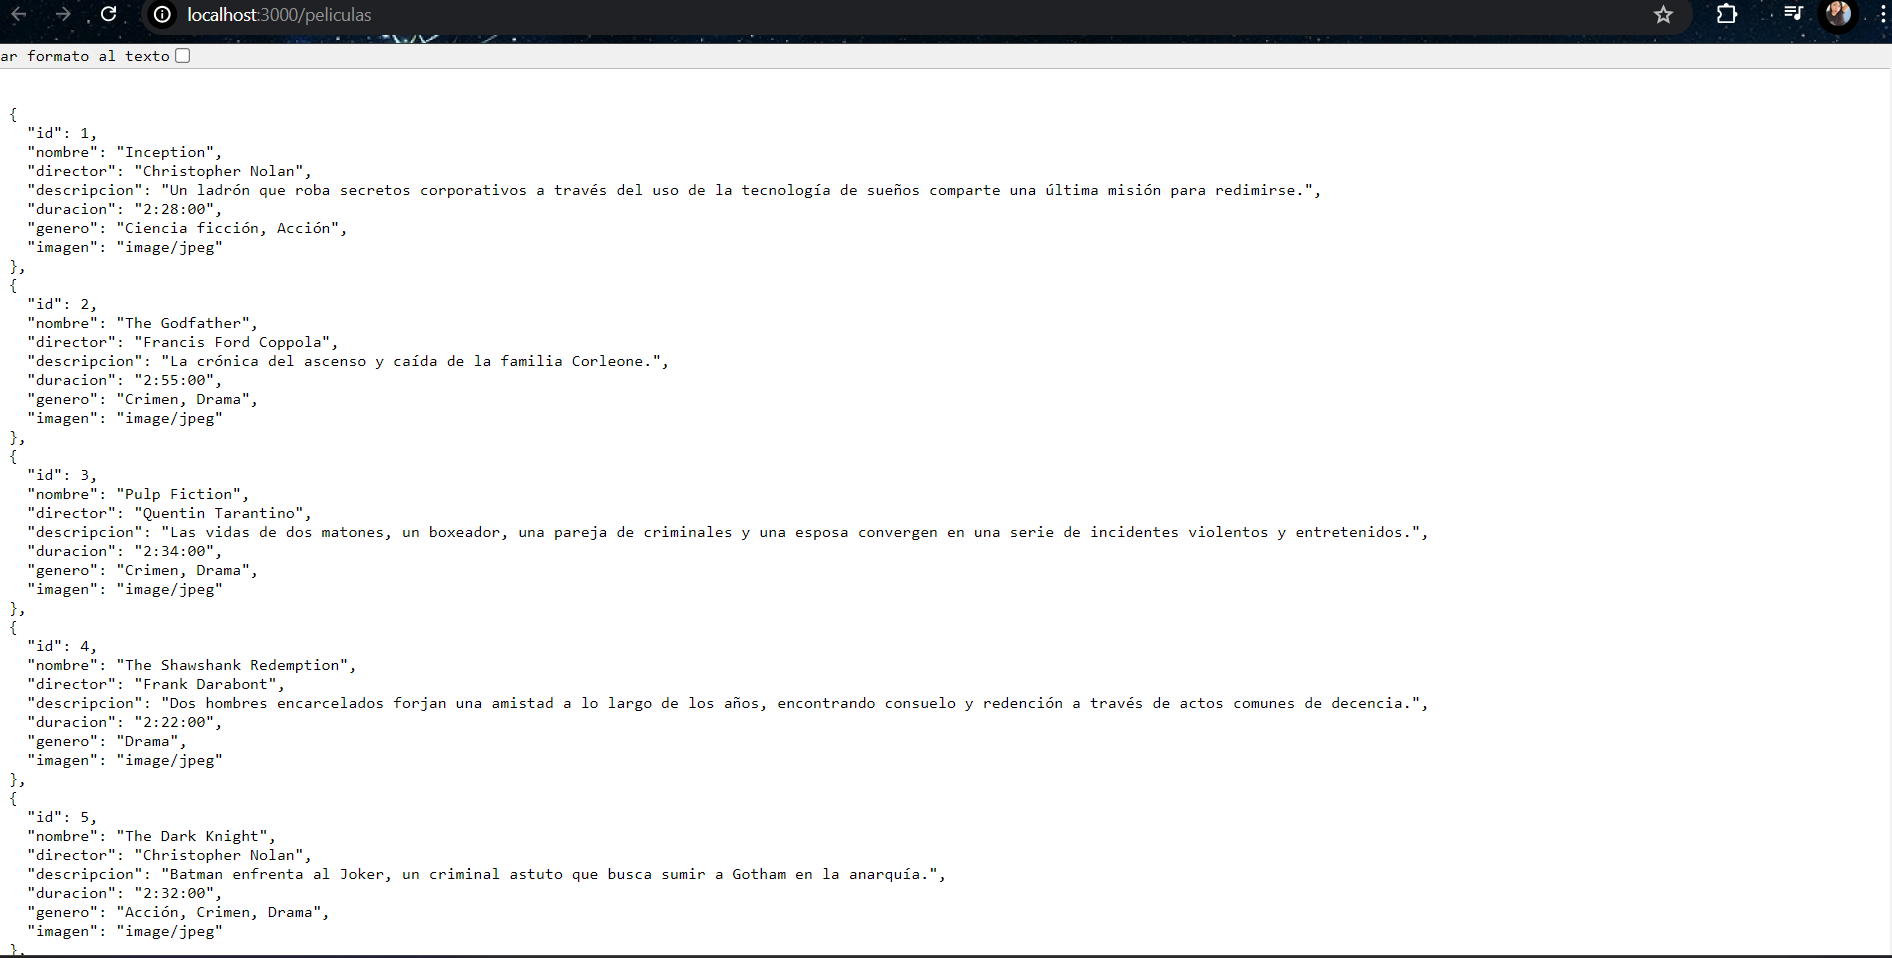 localhost:3000/peliculas
ar formato al texto
{
"id": 1,
"nombre": "Inception",
"director": "Christopher Nolan",
"descripcion": "Un ladrón que roba secretos corporativos a través del uso de la tecnología de sueños comparte una última misión para redimirse.",
"duracion": "2:28:00",
"genero": "Ciencia ficción, Acción",
"imagen": "image/jpeg"
},
{
"id": 2,
"nombre": "The Godfather",
"director": "Francis Ford Coppola",
"descripcion": "La crónica del ascenso y caída de la familia Corleone.",
"duracion": "2:55:00",
"genero": "Crimen, Drama",
"imagen": "image/jpeg"
},
{
"id": 3,
"nombre": "Pulp Fiction",
"director": "Quentin Tarantino",
"descripcion": "Las vidas de dos matones, un boxeador, una pareja de criminales y una esposa convergen en una serie de incidentes violentos y entretenidos.",
"duracion": "2:34:00",
"genero": "Crimen, Drama",
"imagen": "image/jpeg"
},
{
"id": 4,
"nombre": "The Shawshank Redemption",
"director": "Frank Darabont",
"descripcion": "Dos hombres encarcelados forjan una amistad a lo largo de los años, encontrando consuelo y redención a través de actos comunes de decencia.",
"duracion": "2:22:00",
"genero": "Drama",
"imagen": "image/jpeg"
},
{
"id": 5,
"nombre": "The Dark Knight",
"director": "Christopher Nolan",
"descripcion": "Batman enfrenta al Joker, un criminal astuto que busca sumir a Gotham en la anarquía.",
"duracion": "2:32:00",
"genero": "Acción, Crimen, Drama",
"imagen": "image/jpeg"
},